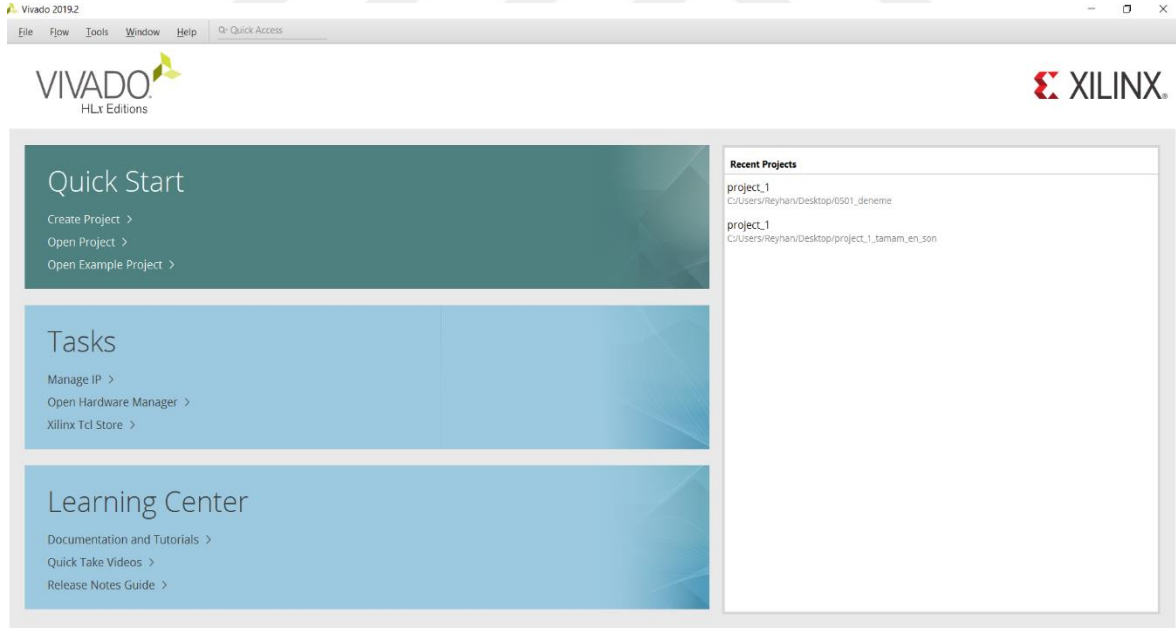 Vivado 2019.2
File Flow Tools Window Help Quick Access
VIVADO.
HLx Editions
XILINX®
Quick Start
Create Project >
Open Project >
Open Example Project >
Tasks
Manage IP >
Open Hardware Manager >
Xilinx Tcl Store >
Learning Center
Documentation and Tutorials >
Quick Take Videos >
Release Notes Guide >
Recent Projects
project_1
C:/Users/Reyhan/Desktop/0501_deneme
project_1
C:/Users/Reyhan/Desktop/project_1_tamam_en_son